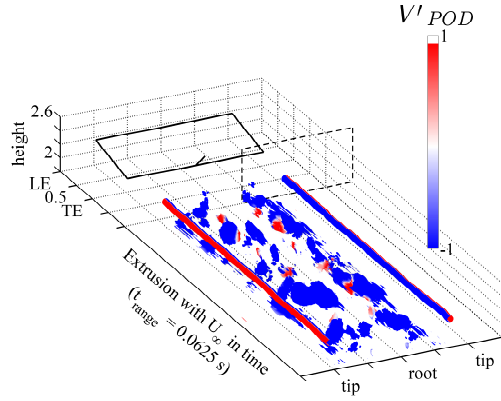 V' POD
1
-1
2.6
2
height
LE
0.5
TE
Extrusion with U∞ in time
(t range = 0.0625 s)
tip
root
tip